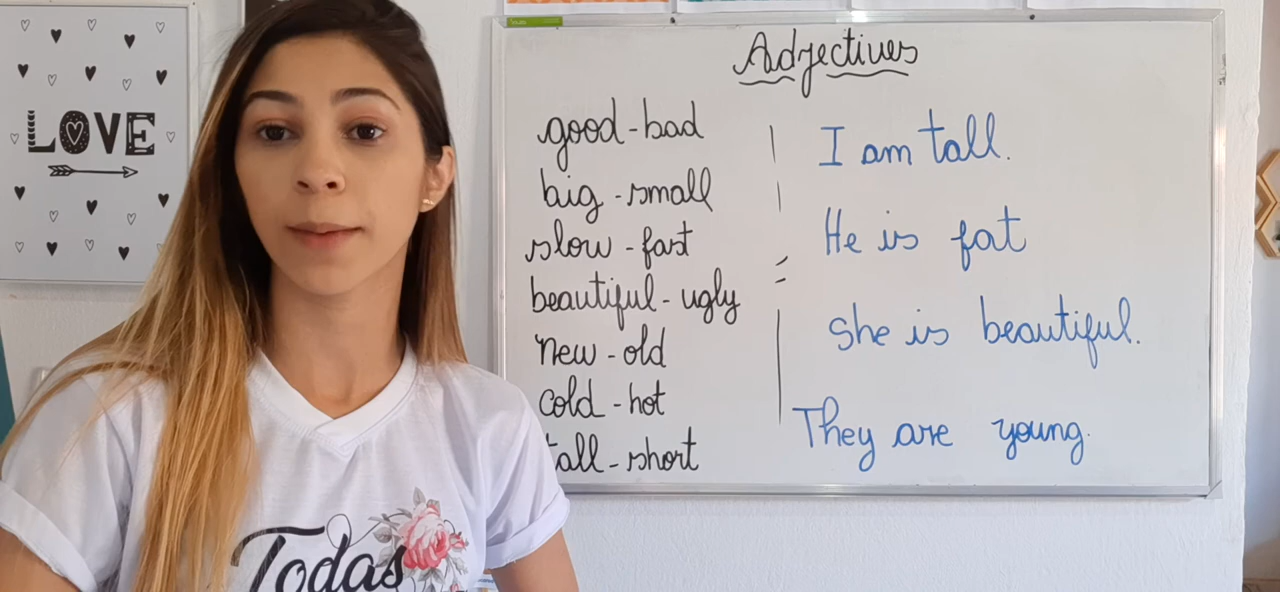 LOVE
Adjectives
good - bad
big - small
slow - fast
beautiful - ugly
new - old
cold - hot
tall - short
I am tall.
He is fat
She is beautiful.
They are young.
Todas